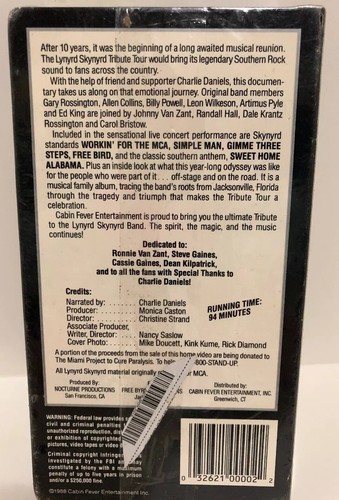 After 10 years, it was the beginning of a long awaited musical reunion.
The Lynyrd Skynyrd Tribute Tour would bring its legendary Southern Rock
sound to fans across the country.
With the help of friend and supporter Charlie Daniels, this documen-
tary takes us along on that emotional journey. Original band members
Gary Rossington, Allen Collins, Billy Powell, Leon Wilkeson, Artimus Pyle
and Ed King are joined by Johnny Van Zant, Randall Hall, Dale Krantz
Rossington and Carol Bristow.
Included in the sensational live concert performance are Skynyrd
standards WORKIN' FOR THE MCA, SIMPLE MAN, GIMME THREE
STEPS, FREE BIRD, and the classic southern anthem, SWEET HOME
ALABAMA. Plus an inside look at what this year-long odyssey was like
for the people who were part of it... off-stage and on the road. It is a
musical family album, tracing the band's roots from Jacksonville, Florida
through the tragedy and triumph that makes the Tribute Tour a
celebration.
Cabin Fever Entertainment is proud to bring you the ultimate Tribute
to the Lynyrd Skynyrd Band. The spirit, the magic, and the music
continues!
Dedicated to:
Ronnie Van Zant, Steve Gaines,
Cassie Gaines, Dean Kilpatrick,
and to all the fans with Special Thanks to
Charlie Daniels!
Credits:
Narrated by: Charlie Daniels
Producer: Monica Caston
Director: Christine Strand
Associate Producer,
Writer, Director: Nancy Saslow
Cover Photo: Mike Doucett, Kink Kurne, Rick Diamond
RUNNING TIME:
94 MINUTES
A portion of the proceeds from the sale of this home video are being donated to
The Miami Project to Cure Paralysis. To 800-STAND-UP.
All Lynyrd Skynyrd material MCA.
Produced By:
NOCTURNE PRODUCTIONS
San Francisco, CA
FREE
Distributed by:
CABIN FEVER ENTERTAINMENT, INC.
Greenwich, CT
WARNING: Federal law provides
civil and criminal penalties
unauthorized reproduction,
or exhibition of copyrighted
pictures, video tapes or video
Criminal copyright
investigated by the FBI
constitute a felony with a maximum
penalty of up to five years in prison
and/or a $250,000 fine.
©1988 Cabin Fever Entertainment Inc.
0 32621 00002 2